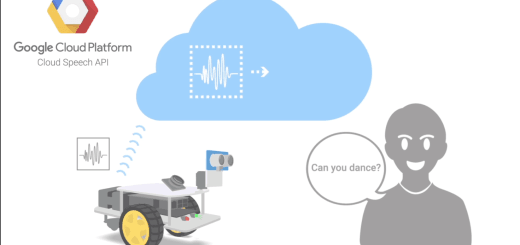 Google Cloud Platform
Cloud Speech API
Can you dance?